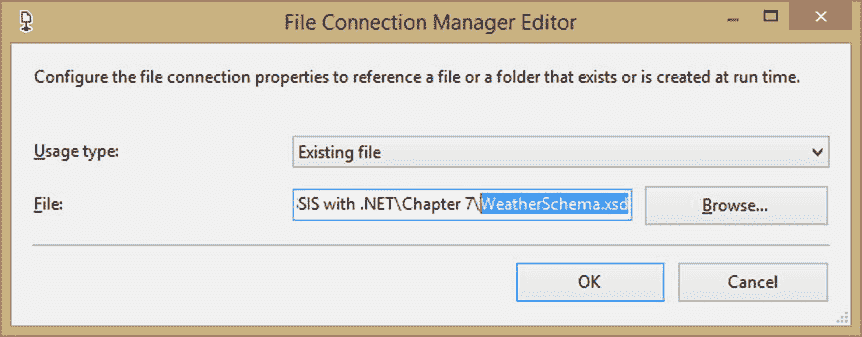 File Connection Manager Editor
Configure the file connection properties to reference a file or a folder that exists or is created at run time.
Usage type: Existing file
File: SIS with .NET\Chapter 7\WeatherSchema.xsd Browse...
OK Cancel